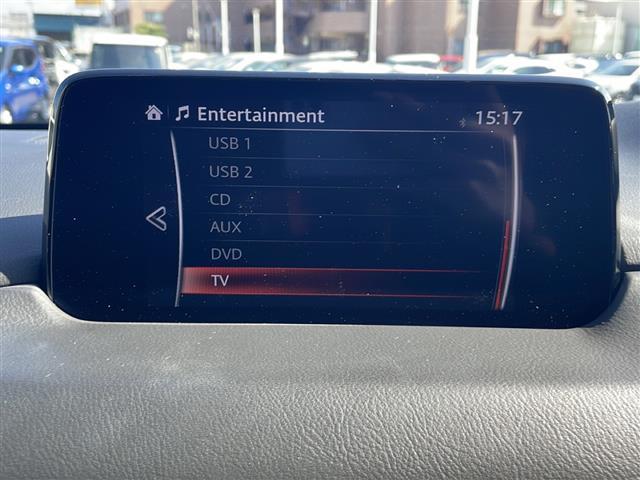 Entertainment 15:17
USB 1
USB 2
CD
AUX
DVD
TV